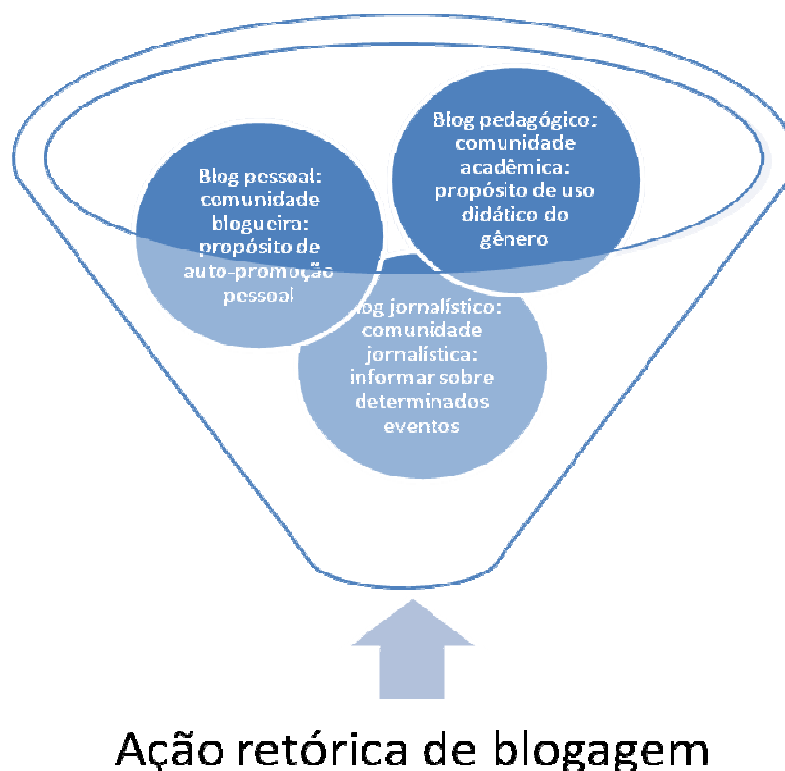 Blog pedagógico:
comunidade
acadêmica:
propósito de uso
didático do
gênero
Blog pessoal:
comunidade
blogueira:
propósito de
auto-promoção
pessoal
Blog jornalístico:
comunidade
jornalística:
informar sobre
determinados
eventos
Ação retórica de blogagem